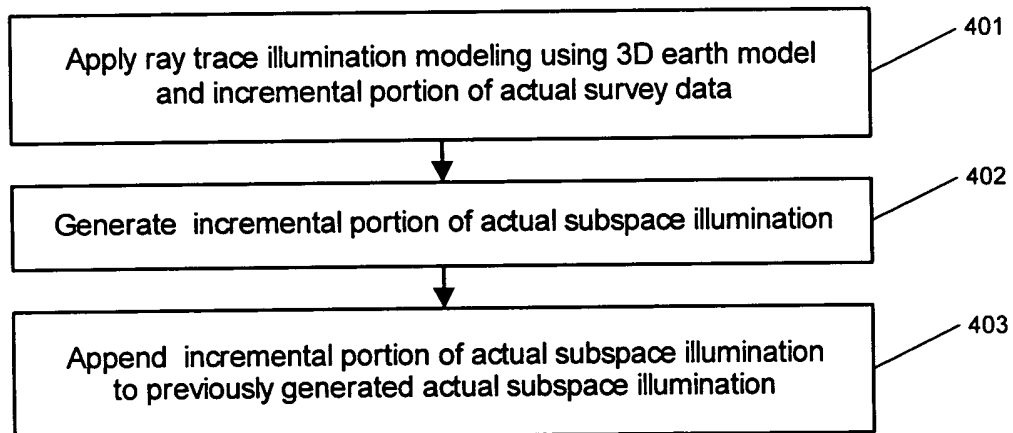 Apply ray trace illumination modeling using 3D earth model
and incremental portion of actual survey data
401
Generate incremental portion of actual subspace illumination
402
Append incremental portion of actual subspace illumination
to previously generated actual subspace illumination
403